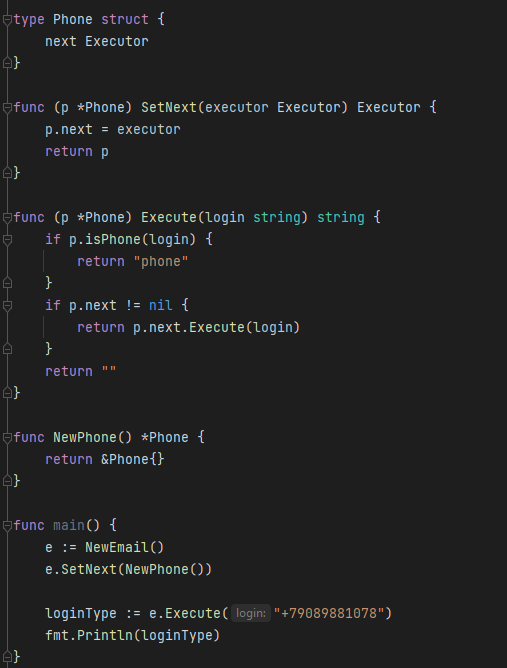 type Phone struct {
    next Executor
}

func (p *Phone) SetNext(executor Executor) Executor {
    p.next = executor
    return p
}

func (p *Phone) Execute(login string) string {
    if p.isPhone(login) {
        return "phone"
    }
    if p.next != nil {
        return p.next.Execute(login)
    }
    return ""
}

func NewPhone() *Phone {
    return &Phone{}
}

func main() {
    e := NewEmail()
    e.SetNext(NewPhone())

    loginType := e.Execute( login: "+79089881078")
    fmt.Println(loginType)
}